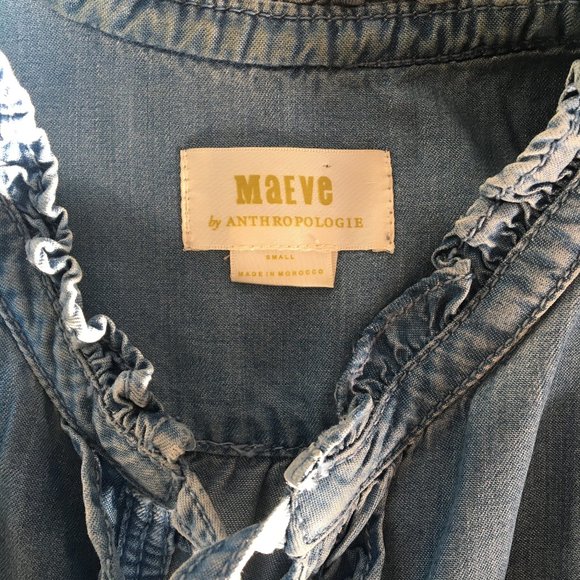 MaEVe
by ANTHROPOLOGIE
SMALL
MADE IN MOROCCO